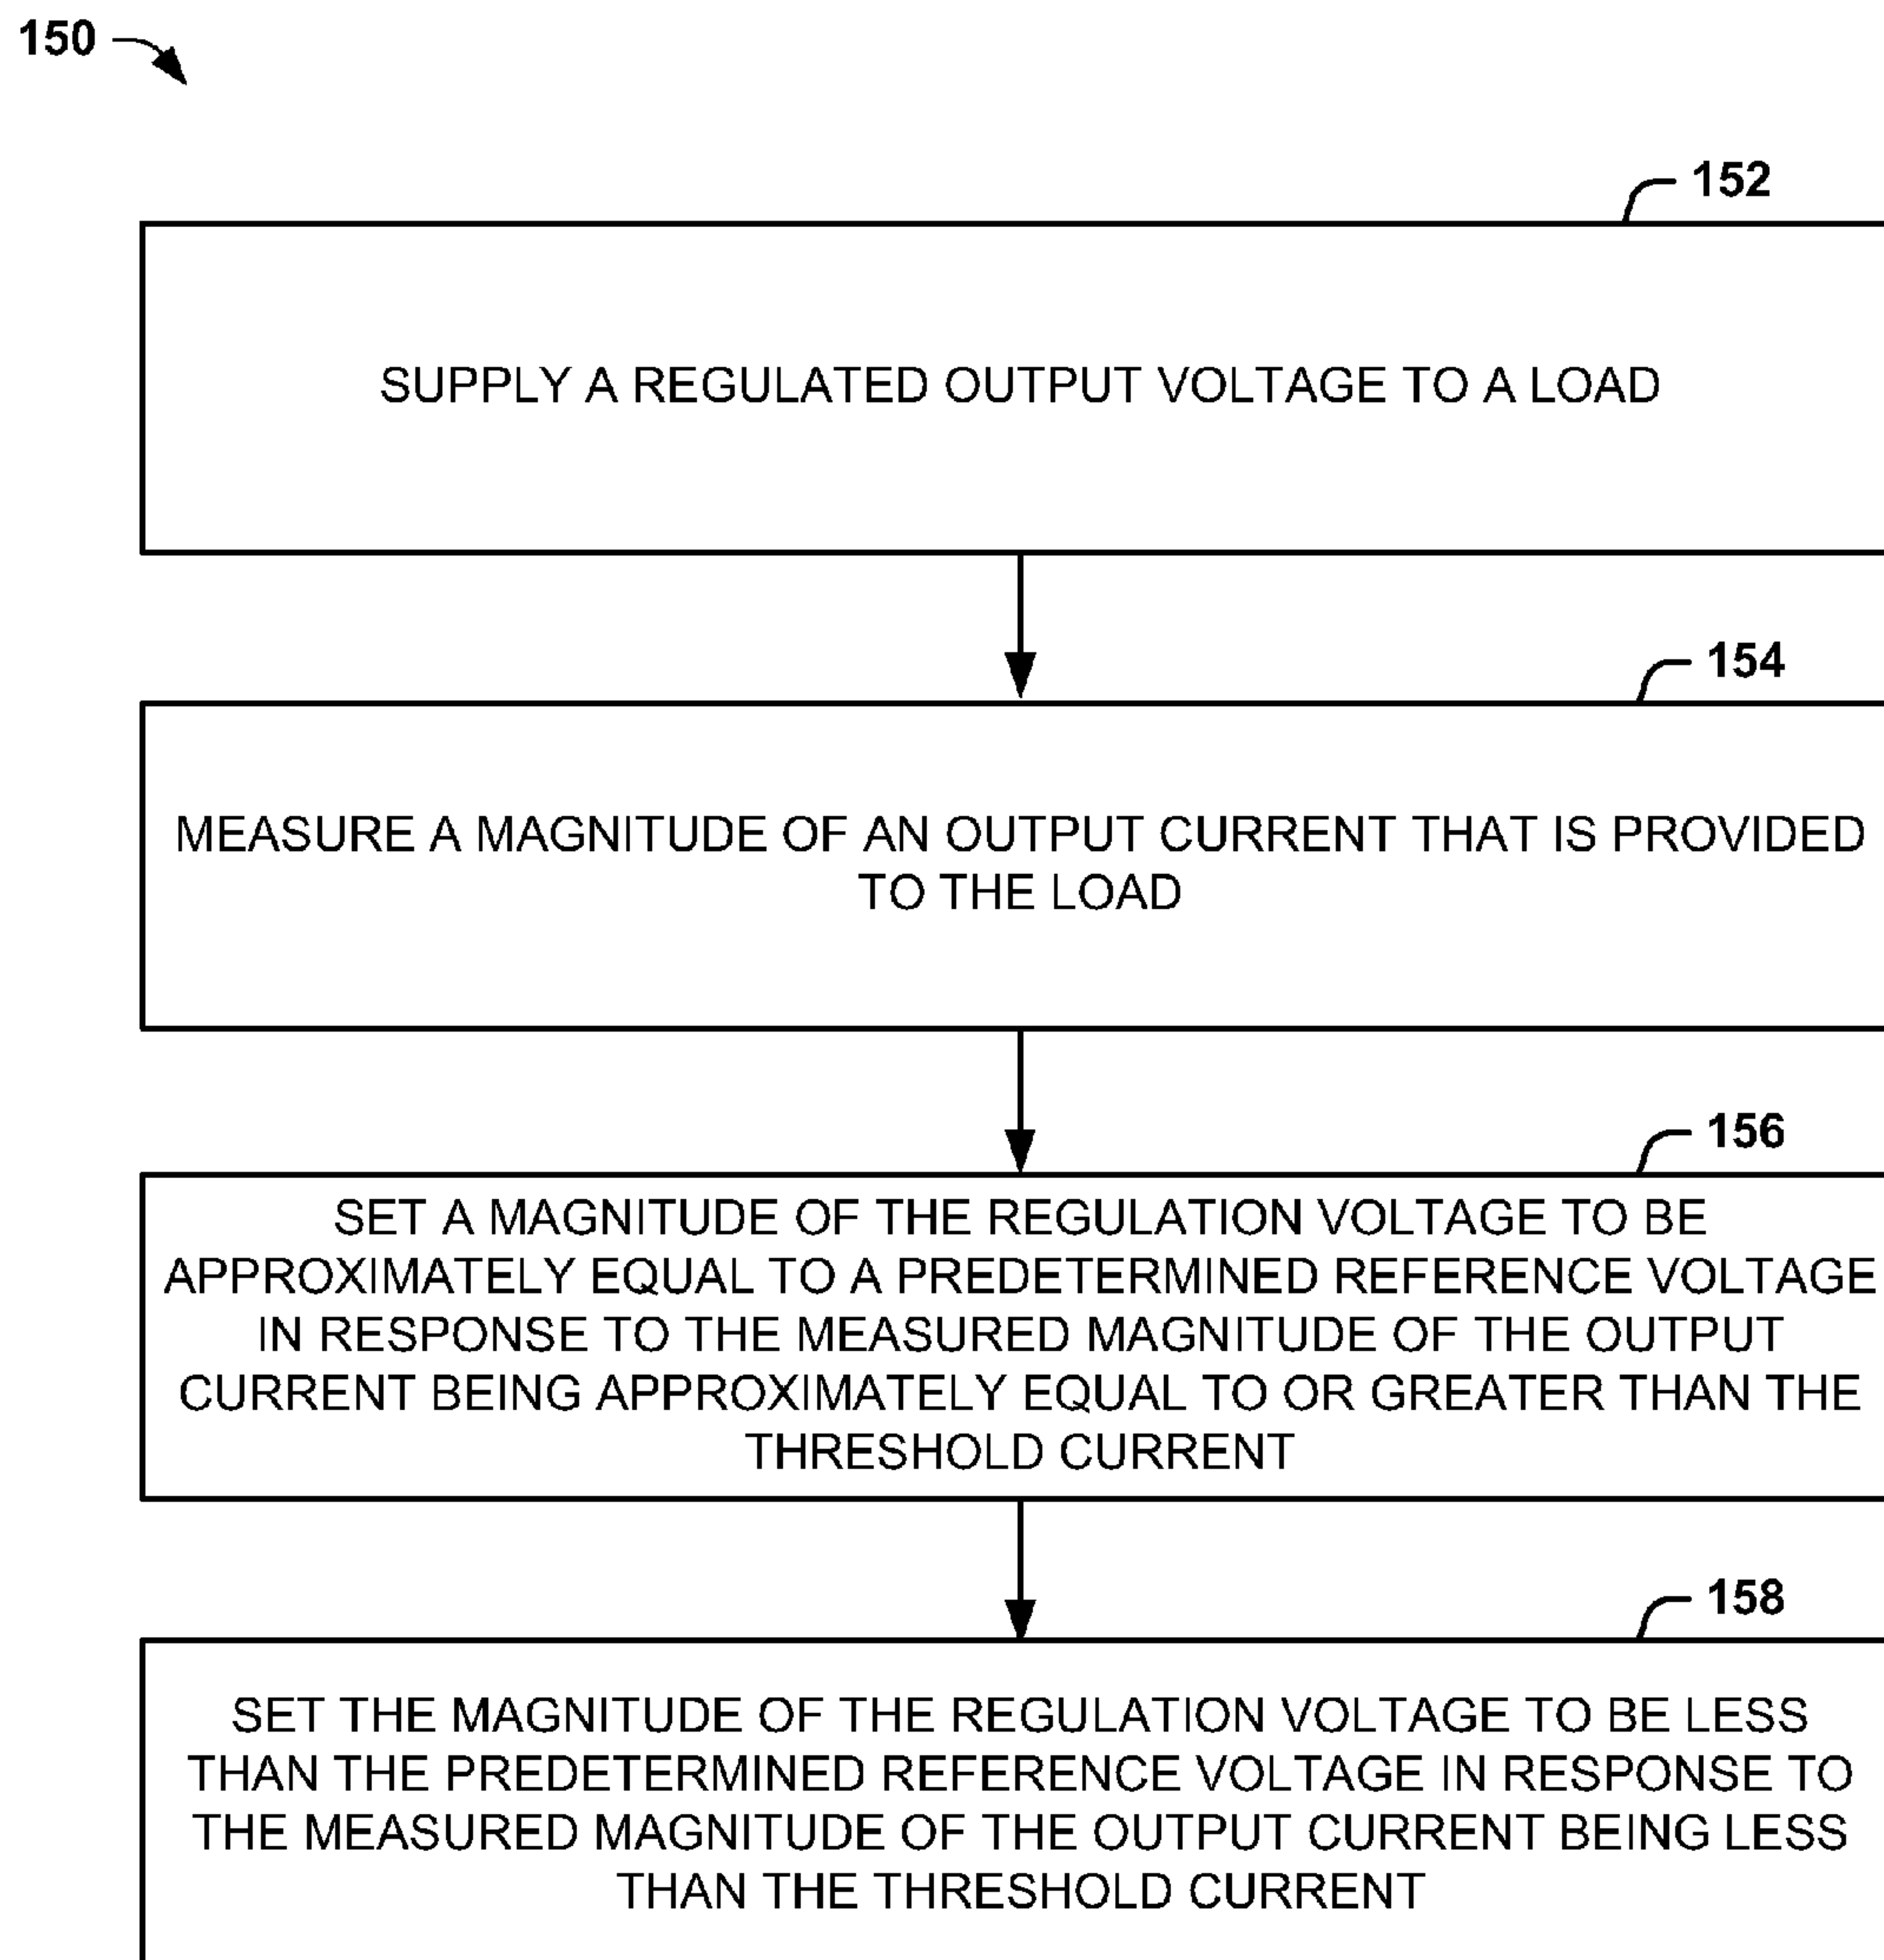 150
152
SUPPLY A REGULATED OUTPUT VOLTAGE TO A LOAD
154
MEASURE A MAGNITUDE OF AN OUTPUT CURRENT THAT IS PROVIDED
TO THE LOAD
156
SET A MAGNITUDE OF THE REGULATION VOLTAGE TO BE
APPROXIMATELY EQUAL TO A PREDETERMINED REFERENCE VOLTAGE
IN RESPONSE TO THE MEASURED MAGNITUDE OF THE OUTPUT
CURRENT BEING APPROXIMATELY EQUAL TO OR GREATER THAN THE
THRESHOLD CURRENT
158
SET THE MAGNITUDE OF THE REGULATION VOLTAGE TO BE LESS
THAN THE PREDETERMINED REFERENCE VOLTAGE IN RESPONSE TO
THE MEASURED MAGNITUDE OF THE OUTPUT CURRENT BEING LESS
THAN THE THRESHOLD CURRENT